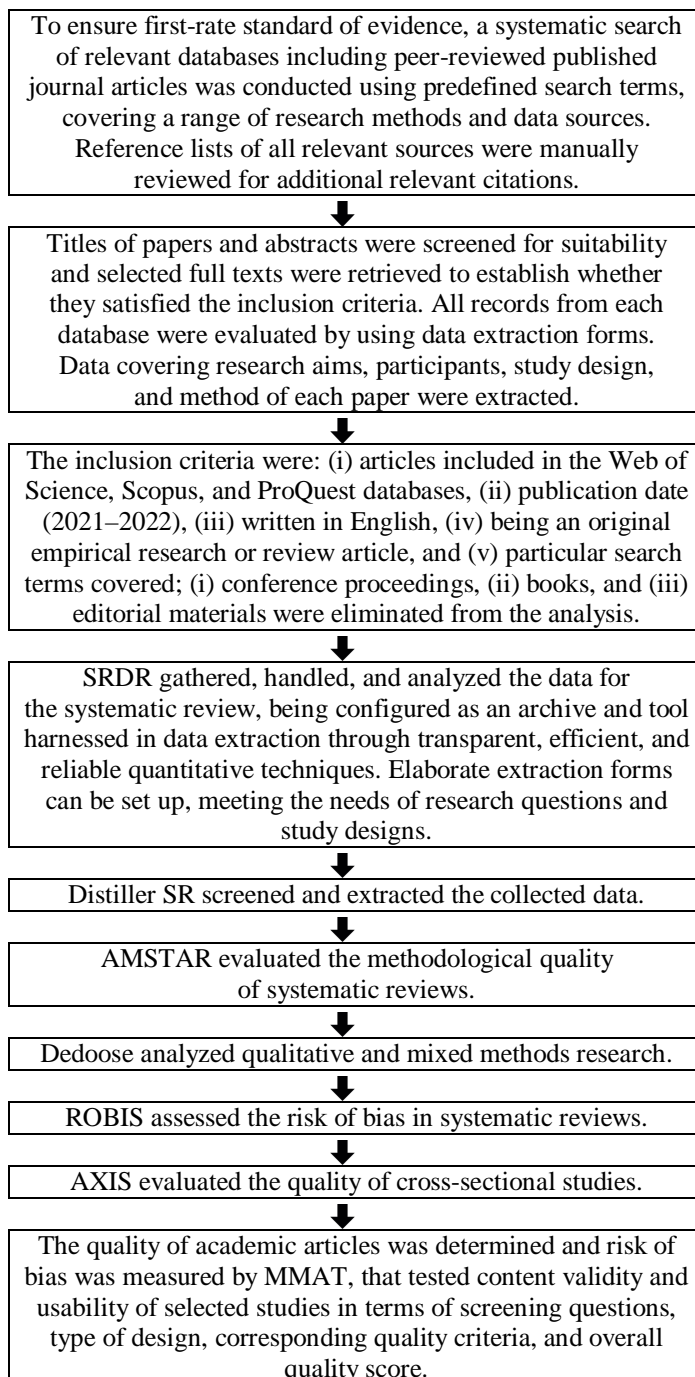 To ensure first-rate standard of evidence, a systematic search
of relevant databases including peer-reviewed published
journal articles was conducted using predefined search terms,
covering a range of research methods and data sources.
Reference lists of all relevant sources were manually
reviewed for additional relevant citations.
Titles of papers and abstracts were screened for suitability
and selected full texts were retrieved to establish whether
they satisfied the inclusion criteria. All records from each
database were evaluated by using data extraction forms.
Data covering research aims, participants, study design,
and method of each paper were extracted.
The inclusion criteria were: (i) articles included in the Web of
Science, Scopus, and ProQuest databases, (ii) publication date
(2021–2022), (iii) written in English, (iv) being an original
empirical research or review article, and (v) particular search
terms covered; (i) conference proceedings, (ii) books, and (iii)
editorial materials were eliminated from the analysis.
SRDR gathered, handled, and analyzed the data for
the systematic review, being configured as an archive and tool
harnessed in data extraction through transparent, efficient, and
reliable quantitative techniques. Elaborate extraction forms
can be set up, meeting the needs of research questions and
study designs.
Distiller SR screened and extracted the collected data.
AMSTAR evaluated the methodological quality
of systematic reviews.
Dedoose analyzed qualitative and mixed methods research.
ROBIS assessed the risk of bias in systematic reviews.
AXIS evaluated the quality of cross-sectional studies.
The quality of academic articles was determined and risk of
bias was measured by MMAT, that tested content validity and
usability of selected studies in terms of screening questions,
type of design, corresponding quality criteria, and overall
quality score.